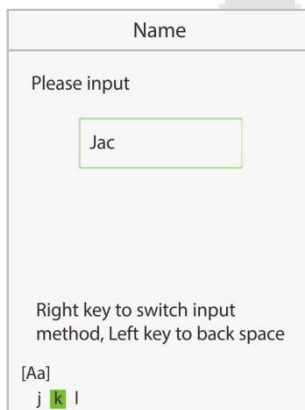 Name
Please input
Jac
Right key to switch input
method, Left key to back space
[Aa]
j k l